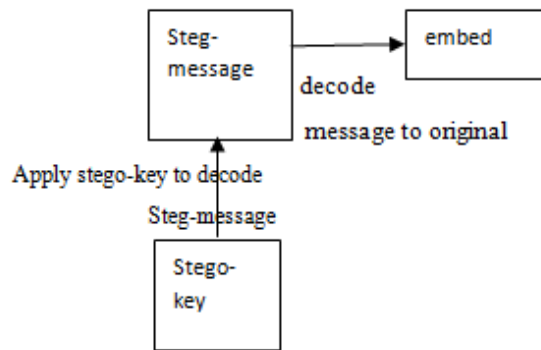 Steg-
message
embed
decode
message to original
Apply stego-key to decode
Steg-message
Stego-
key